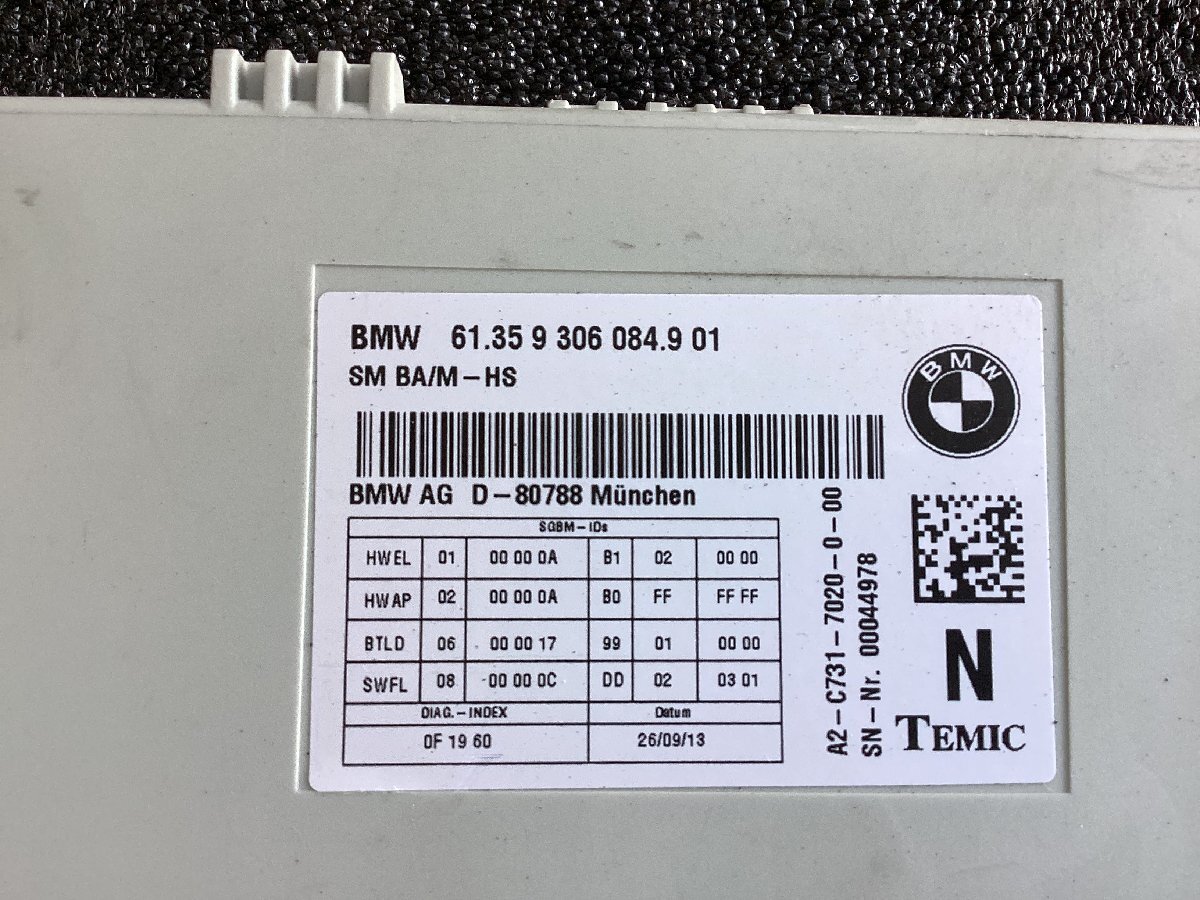 BMW 61.35 9 306 084.9 01
SM BA/M-HS
BMW
BMW AG D-80788 München
SGBM-IDs
HWEL 01 00 00 0A B1 02 00 00
HWAP 02 00 00 0A B0 FF FF FF
BTLD 06 00 00 17 99 01 00 00
SWFL 08 00 00 0C DD 02 03 01
DIAG.-INDEX Datum
0F 19 60 26/09/13
A2-C731-7020-0-00
SN-Nr. 00044978
N
TEMIC